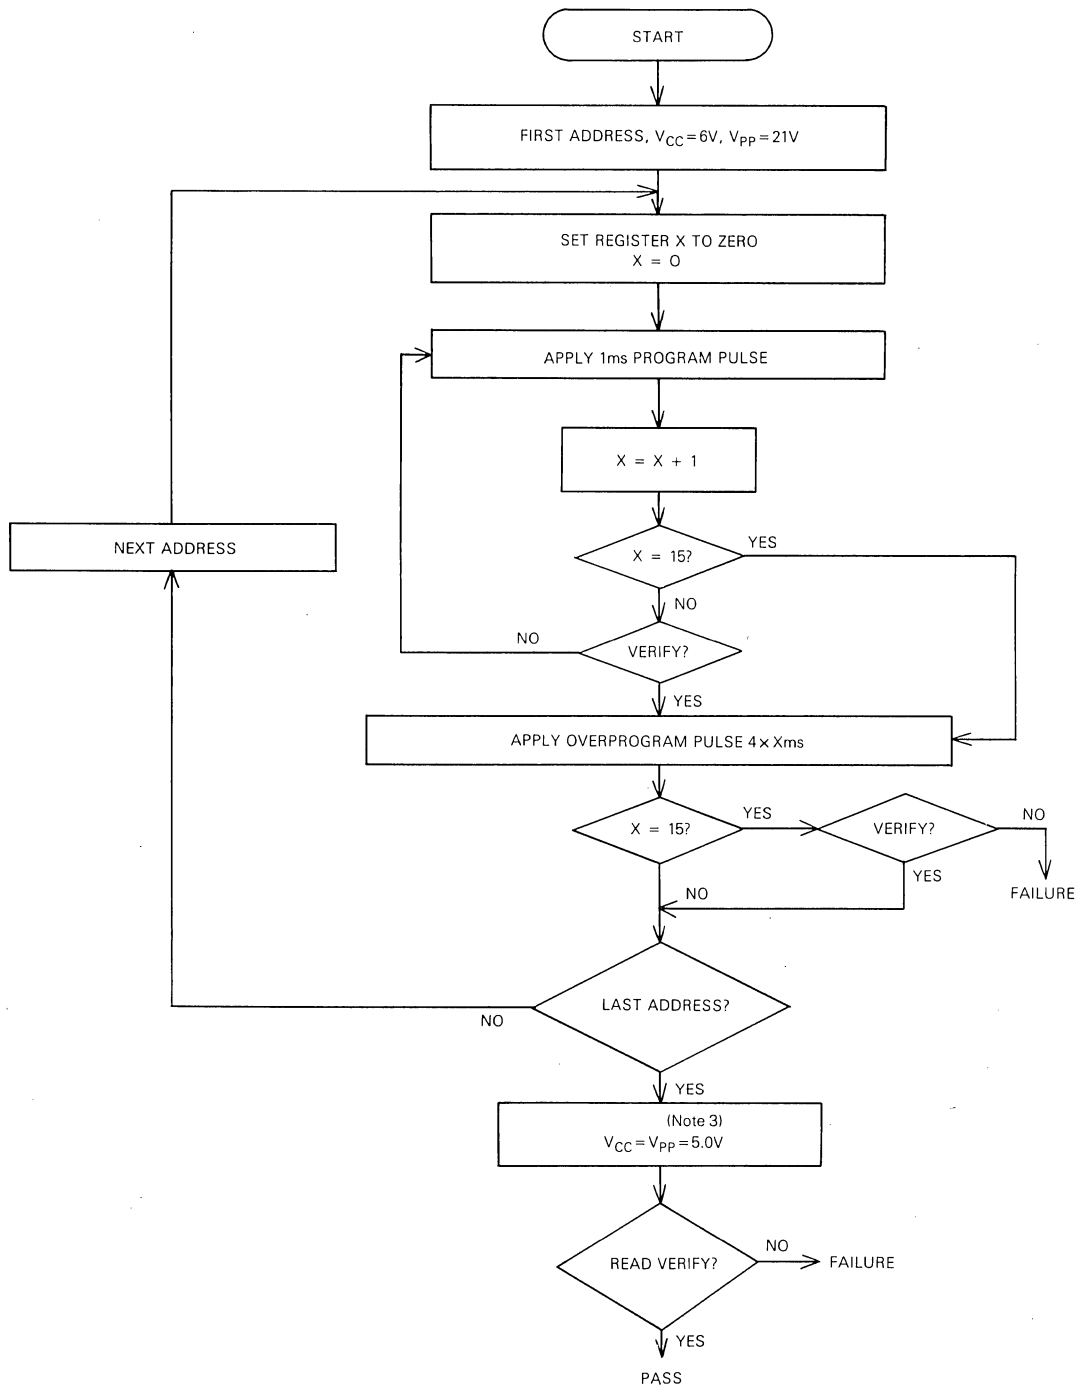 START
FIRST ADDRESS, VCC=6V, VPP=21V
SET REGISTER X TO ZERO
X = 0
APPLY 1ms PROGRAM PULSE
X = X + 1
NEXT ADDRESS
X = 15?
YES
NO
VERIFY?
NO
YES
APPLY OVERPROGRAM PULSE 4×Xms
X = 15?
YES
VERIFY?
NO
YES
FAILURE
NO
LAST ADDRESS?
NO
YES
(Note 3)
VCC=VPP=5.0V
READ VERIFY?
NO
FAILURE
YES
PASS